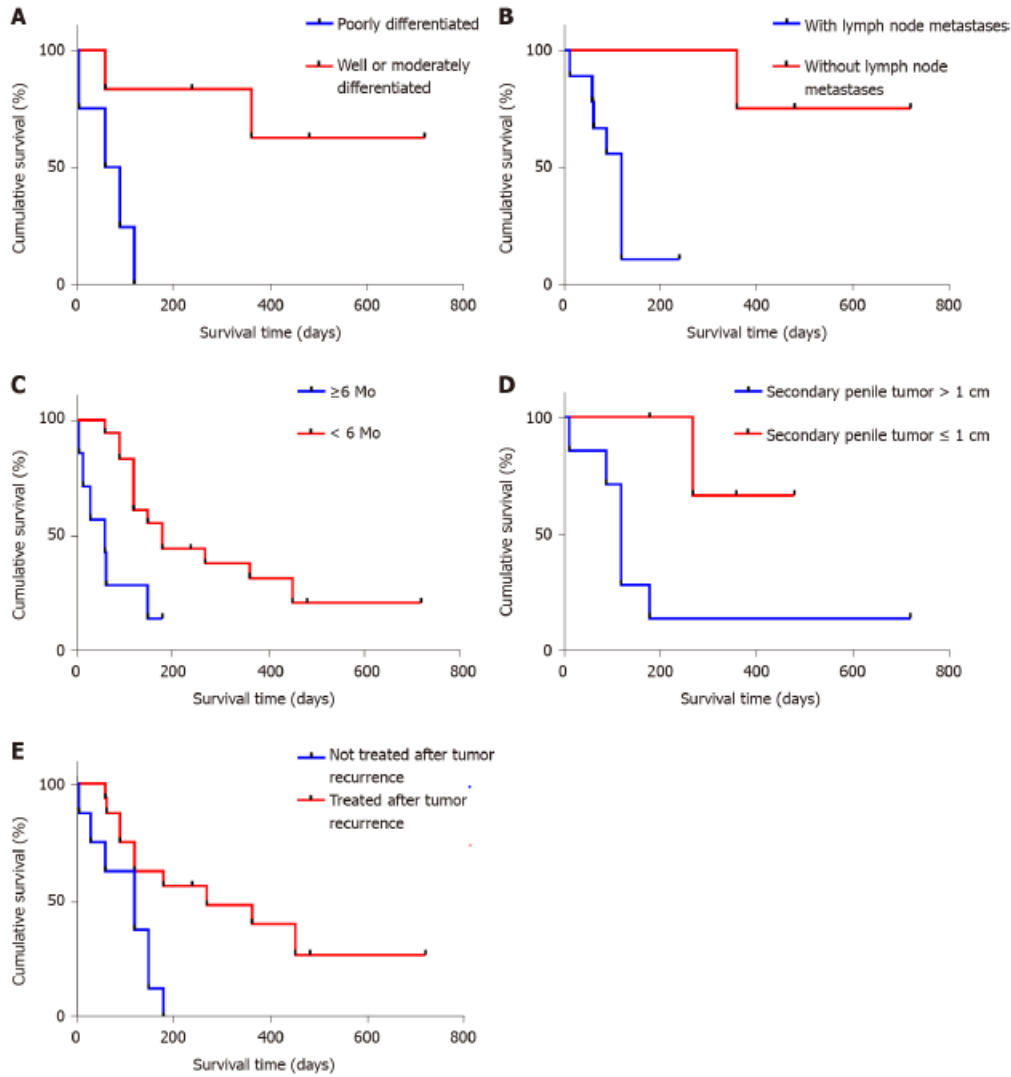 A
Poorly differentiated
Well or moderately
differentiated
Cumulative survival (%)
100
50
0
0 200 400 600 800
Survival time (days)
B
With lymph node metastases
Without lymph node
metastases
Cumulative survival (%)
100
50
0
0 200 400 600 800
Survival time (days)
C
≥6 Mo
< 6 Mo
Cumulative survival (%)
100
50
0
0 200 400 600 800
Survival time (days)
D
Secondary penile tumor > 1 cm
Secondary penile tumor ≤ 1 cm
Cumulative survival (%)
100
50
0
0 200 400 600 800
Survival time (days)
E
Not treated after tumor
recurrence
Treated after tumor
recurrence
Cumulative survival (%)
100
50
0
0 200 400 600 800
Survival time (days)